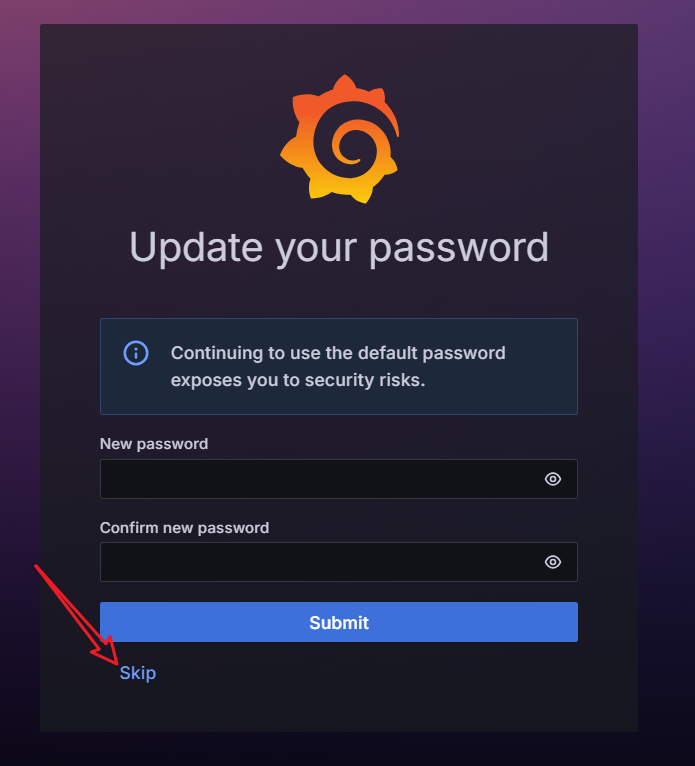 Update your password
Continuing to use the default password
exposes you to security risks.
New password
Confirm new password
Submit
Skip